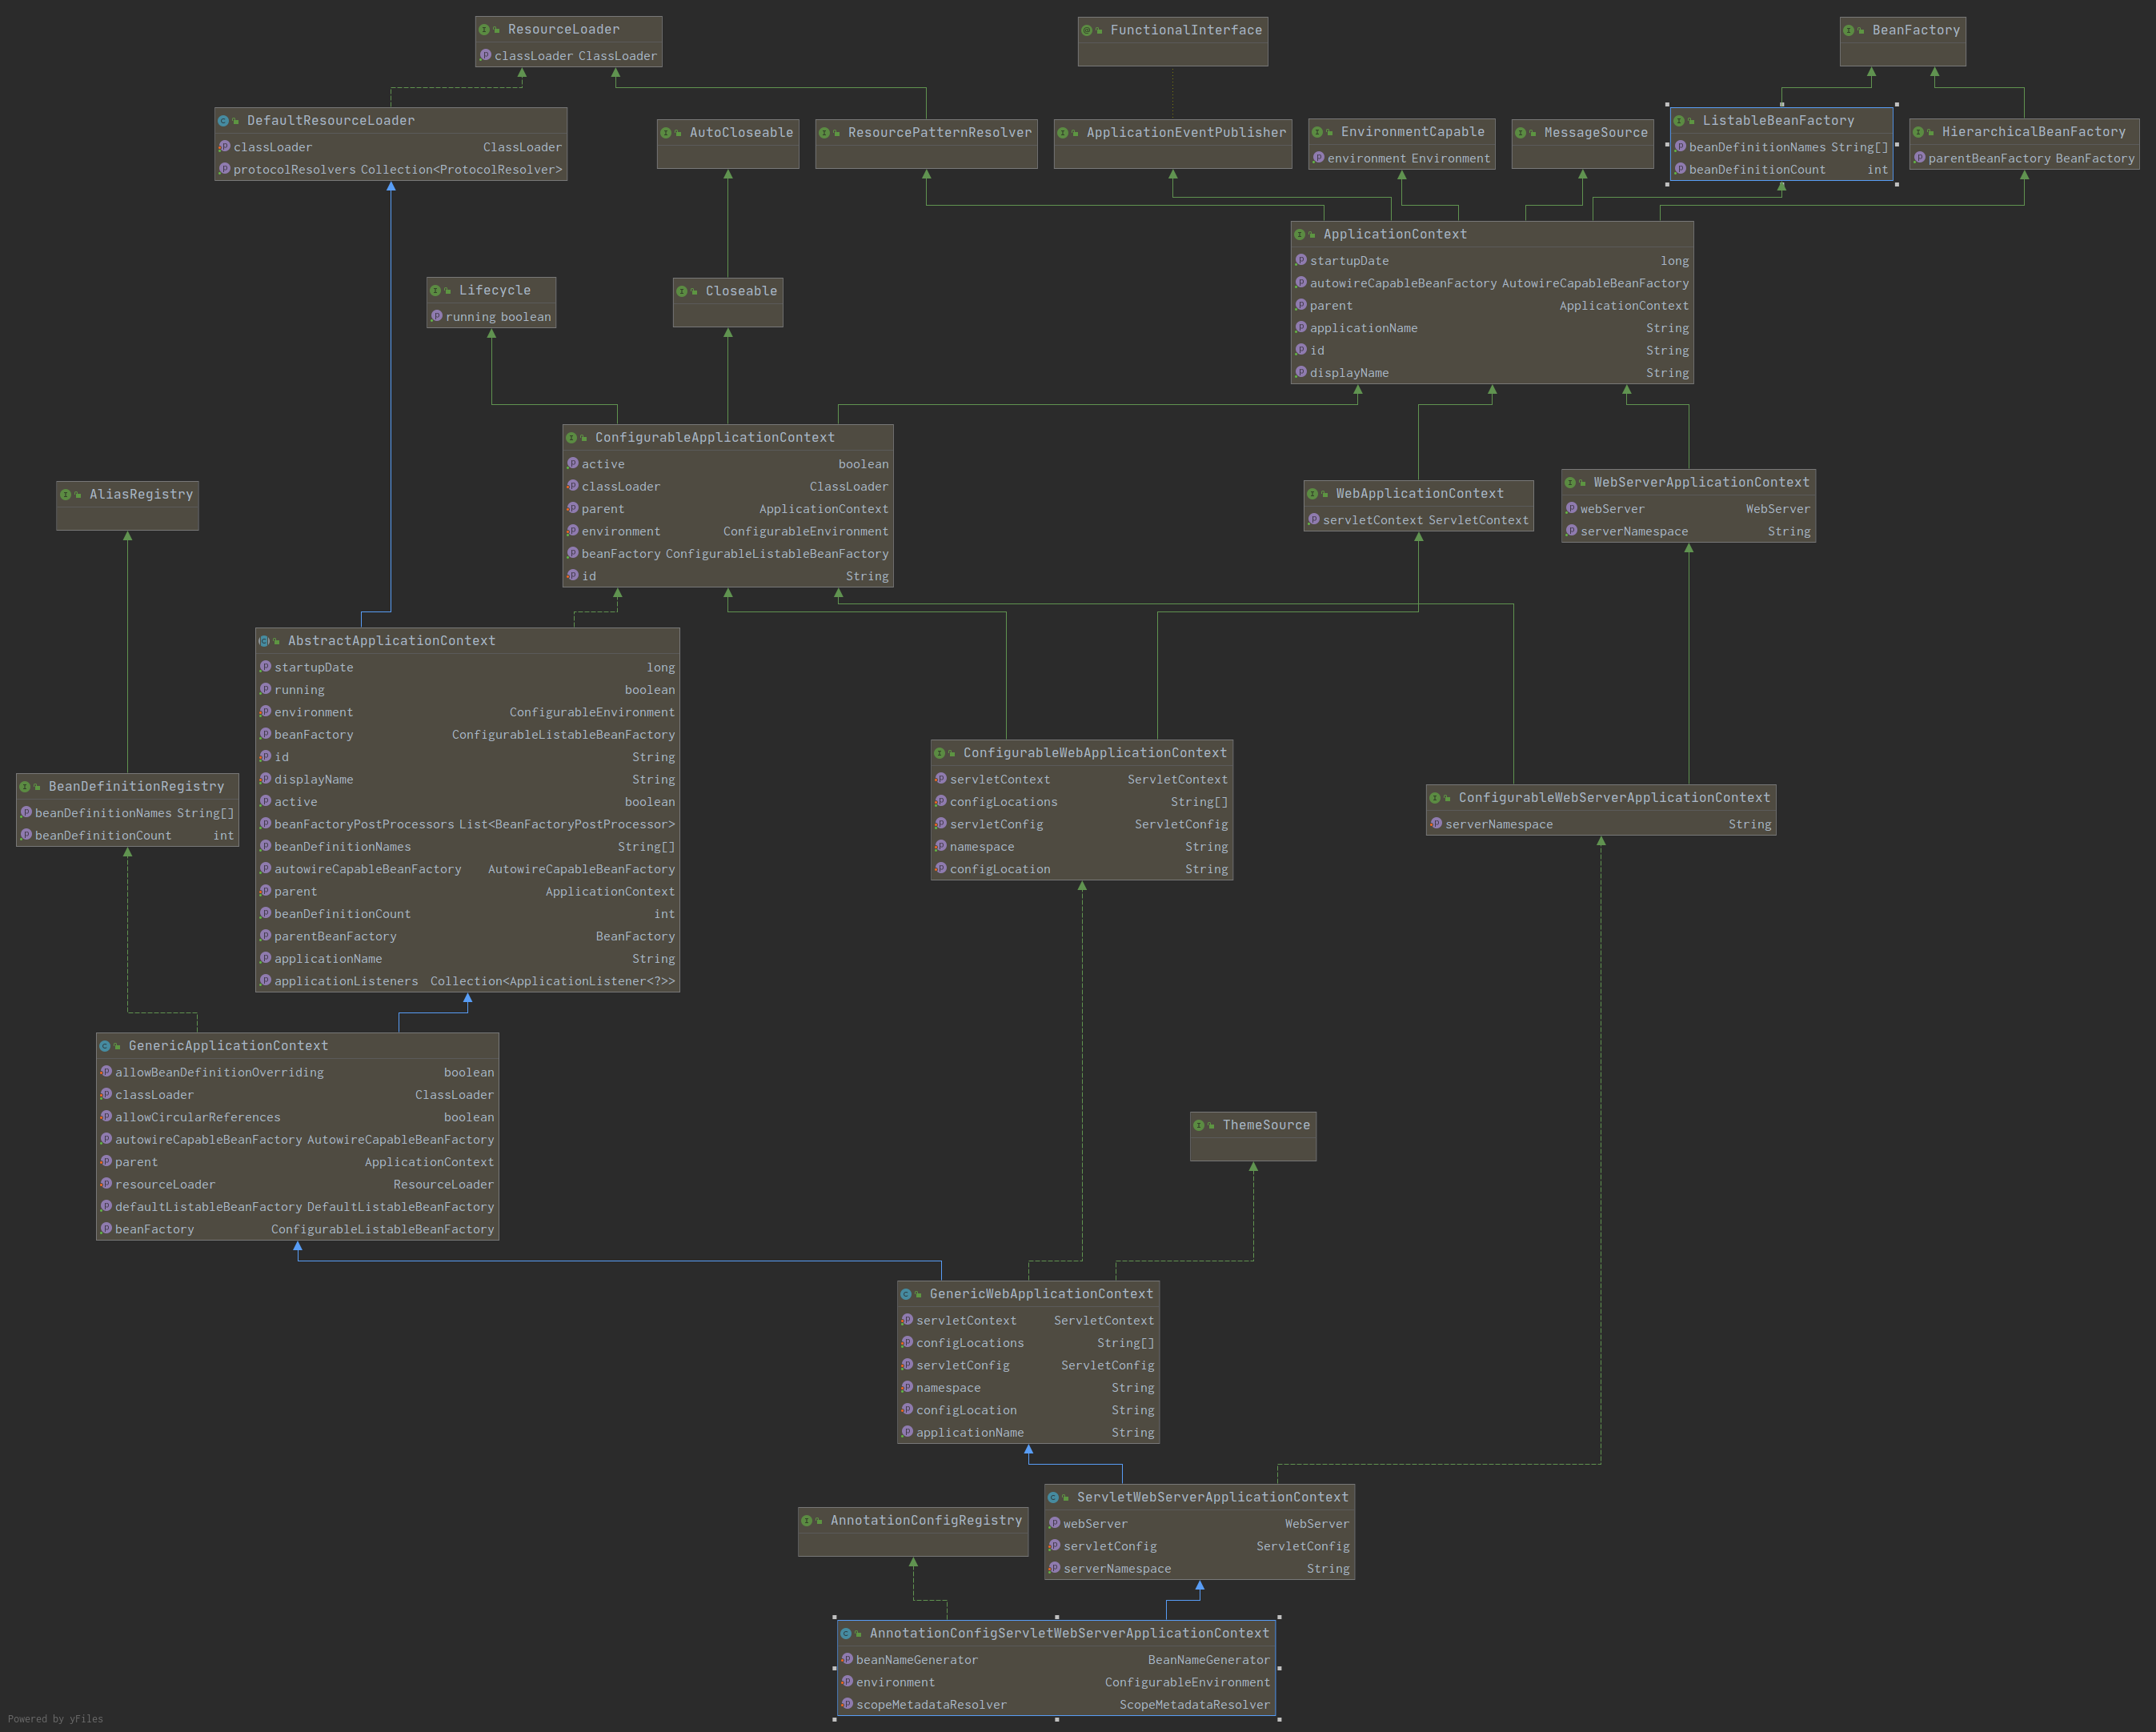 ResourceLoader
classLoader ClassLoader
FunctionalInterface
BeanFactory
DefaultResourceLoader
classLoader ClassLoader
protocolResolvers Collection<ProtocolResolver>
AutoCloseable
ResourcePatternResolver
ApplicationEventPublisher
EnvironmentCapable
environment Environment
MessageSource
ListableBeanFactory
beanDefinitionNames String[]
beanDefinitionCount int
HierarchicalBeanFactory
parentBeanFactory BeanFactory
ApplicationContext
startupDate long
autowireCapableBeanFactory AutowireCapableBeanFactory
parent ApplicationContext
applicationName String
id String
displayName String
Lifecycle
running boolean
Closeable
ConfigurableApplicationContext
active boolean
classLoader ClassLoader
parent ApplicationContext
environment ConfigurableEnvironment
beanFactory ConfigurableListableBeanFactory
id String
AliasRegistry
WebApplicationContext
servletContext ServletContext
WebServerApplicationContext
webServer WebServer
serverNamespace String
AbstractApplicationContext
startupDate long
running boolean
environment ConfigurableEnvironment
beanFactory ConfigurableListableBeanFactory
id String
displayName String
active boolean
beanFactoryPostProcessors List<BeanFactoryPostProcessor>
beanDefinitionNames String[]
autowireCapableBeanFactory AutowireCapableBeanFactory
parent ApplicationContext
beanDefinitionCount int
parentBeanFactory BeanFactory
applicationName String
applicationListeners Collection<ApplicationListener<?>>
BeanDefinitionRegistry
beanDefinitionNames String[]
beanDefinitionCount int
ConfigurableWebApplicationContext
servletContext ServletContext
configLocations String[]
servletConfig ServletConfig
namespace String
configLocation String
ConfigurableWebServerApplicationContext
serverNamespace String
GenericApplicationContext
allowBeanDefinitionOverriding boolean
classLoader ClassLoader
allowCircularReferences boolean
autowireCapableBeanFactory AutowireCapableBeanFactory
parent ApplicationContext
resourceLoader ResourceLoader
defaultListableBeanFactory DefaultListableBeanFactory
beanFactory ConfigurableListableBeanFactory
ThemeSource
GenericWebApplicationContext
servletContext ServletContext
configLocations String[]
servletConfig ServletConfig
namespace String
configLocation String
applicationName String
ServletWebServerApplicationContext
webServer WebServer
servletConfig ServletConfig
serverNamespace String
AnnotationConfigRegistry
AnnotationConfigServletWebServerApplicationContext
beanNameGenerator BeanNameGenerator
environment ConfigurableEnvironment
scopeMetadataResolver ScopeMetadataResolver
Powered by yFiles